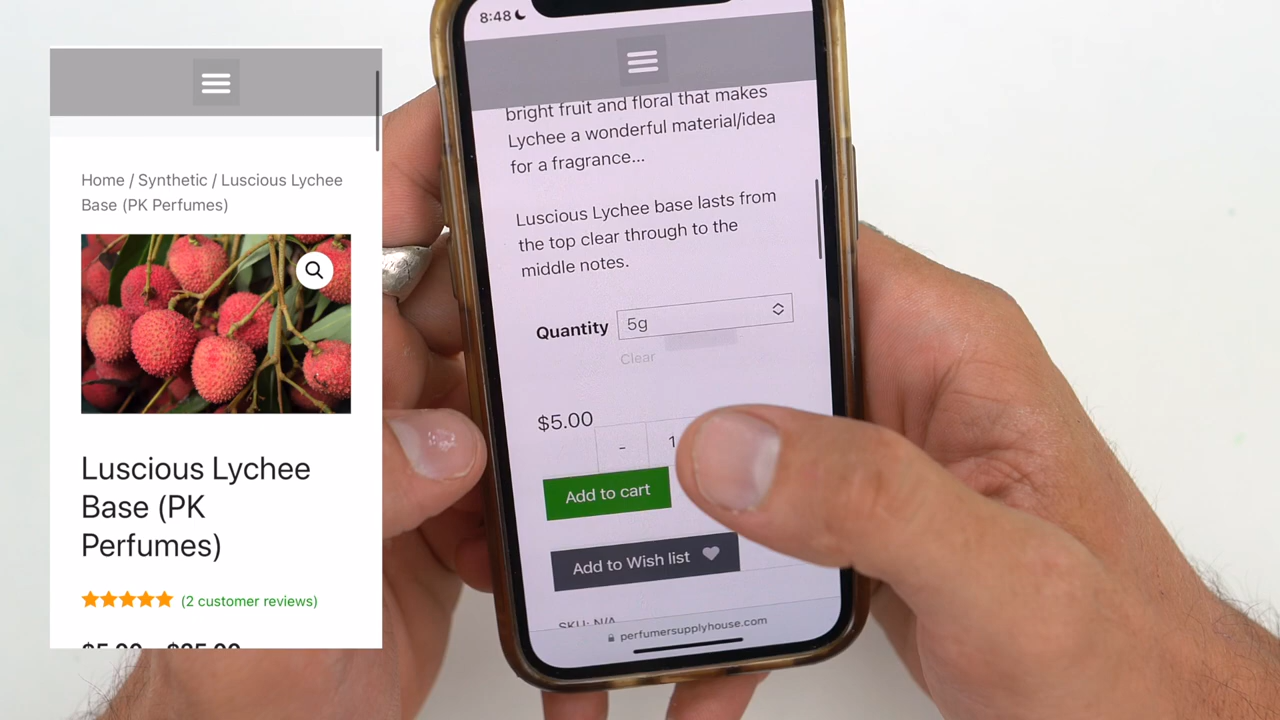 Home / Synthetic / Luscious Lychee
Base (PK Perfumes)
Luscious Lychee
Base (PK
Perfumes)
(2 customer reviews)
8:48
bright fruit and floral that makes
Lychee a wonderful material/idea
for a fragrance...
Luscious Lychee base lasts from
the top clear through to the
middle notes.
Quantity 5g
Clear
$5.00
- 1
Add to cart
Add to Wish list
SKU: N/A
perfumersupplyhouse.com